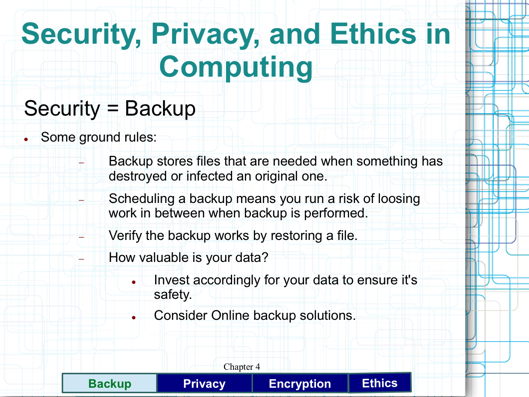 Security, Privacy, and Ethics in
Computing
Security = Backup
● Some ground rules:
– Backup stores files that are needed when something has
destroyed or infected an original one.
– Scheduling a backup means you run a risk of loosing
work in between when backup is performed.
– Verify the backup works by restoring a file.
– How valuable is your data?
● Invest accordingly for your data to ensure it's
safety.
● Consider Online backup solutions.
Chapter 4
Backup Privacy Encryption Ethics